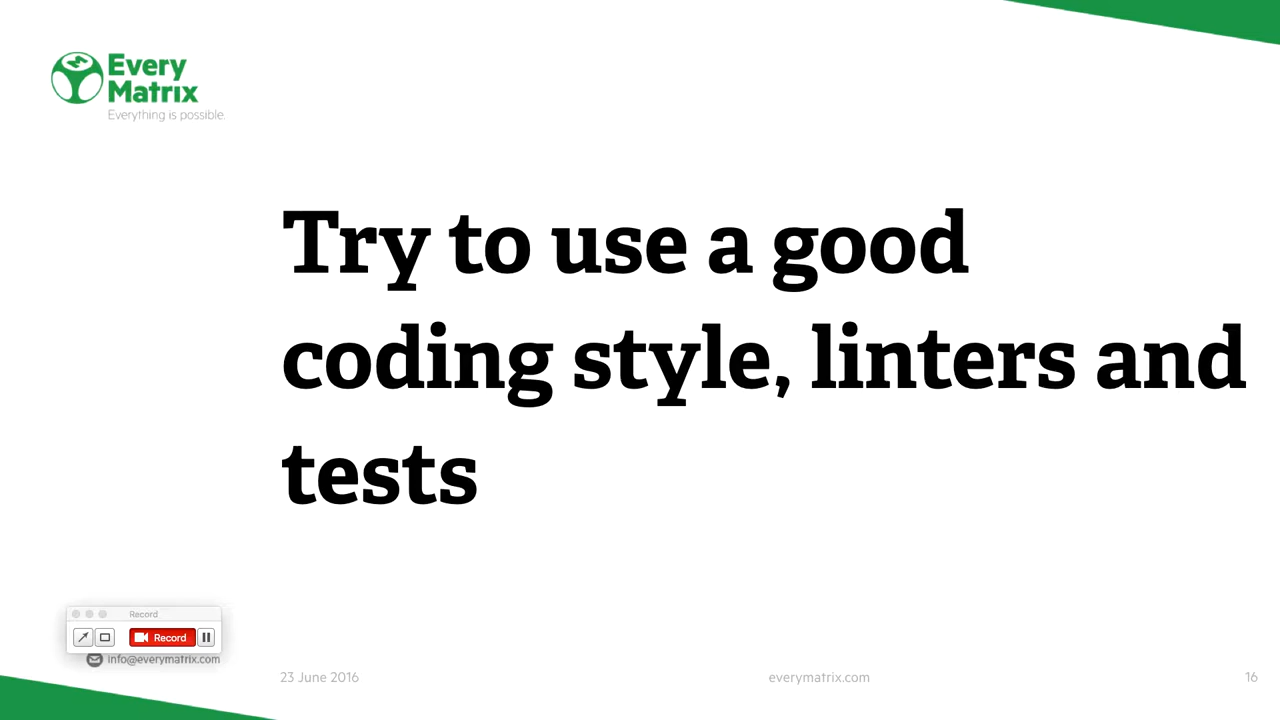 Every
Matrix
Everything is possible.
Try to use a good
coding style, linters and
tests
Record
Record
info@everymatrix.com
23 June 2016
everymatrix.com
16